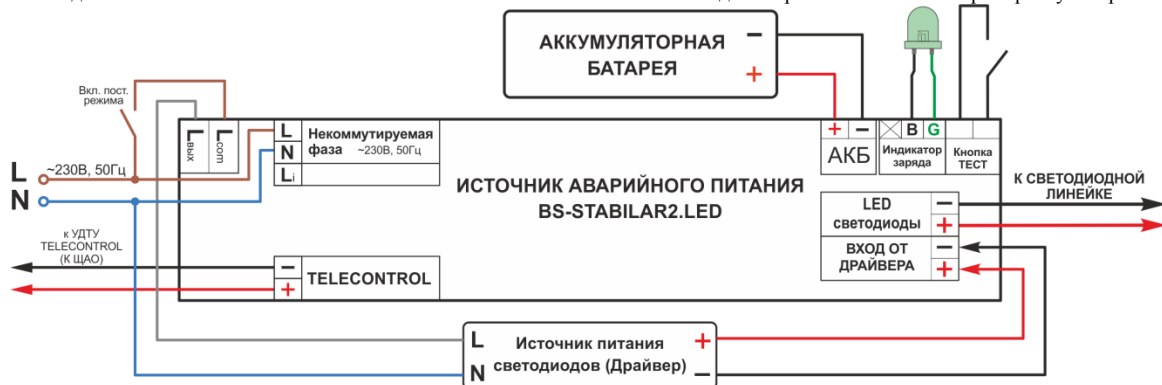 АККУМУЛЯТОРНАЯ
БАТАРЕЯ
−
+
Вкл. пост.
режима
Lвых
Lcom
L
N
Li
Некоммутируемая
фаза ~230В, 50Гц
L
N
~230В, 50Гц
ИСТОЧНИК АВАРИЙНОГО ПИТАНИЯ
BS-STABILAR2.LED
+ −
АКБ
B G
Индикатор
заряда
Кнопка
ТЕСТ
LED
светодиоды
−
+
ВХОД ОТ
ДРАЙВЕРА
−
+
К СВЕТОДИОДНОЙ
ЛИНЕЙКЕ
к УДТУ
TELECONTROL
(К ЩАО)
−
+
TELECONTROL
L
N
Источник питания
светодиодов (Драйвер)
+
−